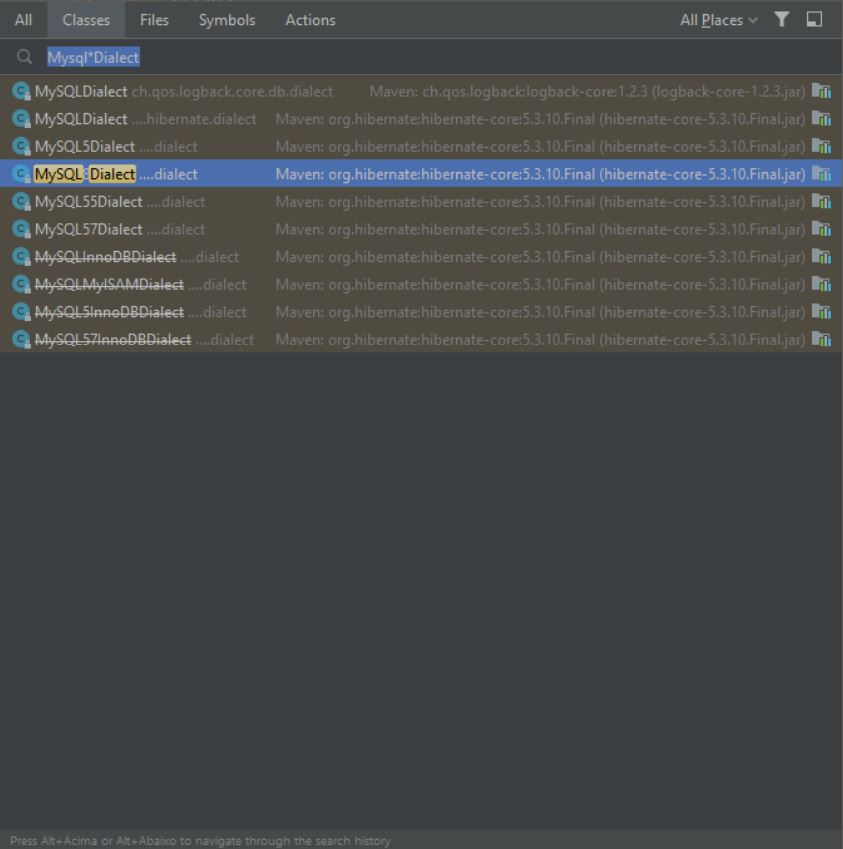 All Classes Files Symbols Actions All Places
Mysql*Dialect
MySQLDialect ch.qos.logback.core.db.dialect Maven: ch.qos.logback:logback-core:1.2.3 (logback-core-1.2.3.jar)
MySQLDialect ....hibernate.dialect Maven: org.hibernate:hibernate-core:5.3.10.Final (hibernate-core-5.3.10.Final.jar)
MySQL5Dialect ....dialect Maven: org.hibernate:hibernate-core:5.3.10.Final (hibernate-core-5.3.10.Final.jar)
MySQL Dialect ....dialect Maven: org.hibernate:hibernate-core:5.3.10.Final (hibernate-core-5.3.10.Final.jar)
MySQL55Dialect ....dialect Maven: org.hibernate:hibernate-core:5.3.10.Final (hibernate-core-5.3.10.Final.jar)
MySQL57Dialect ....dialect Maven: org.hibernate:hibernate-core:5.3.10.Final (hibernate-core-5.3.10.Final.jar)
MySQLInnoDBDialect ....dialect Maven: org.hibernate:hibernate-core:5.3.10.Final (hibernate-core-5.3.10.Final.jar)
MySQLMyISAMDialect ....dialect Maven: org.hibernate:hibernate-core:5.3.10.Final (hibernate-core-5.3.10.Final.jar)
MySQL5InnoDBDialect ....dialect Maven: org.hibernate:hibernate-core:5.3.10.Final (hibernate-core-5.3.10.Final.jar)
MySQL57InnoDBDialect ....dialect Maven: org.hibernate:hibernate-core:5.3.10.Final (hibernate-core-5.3.10.Final.jar)
Press Alt+Acima or Alt+Abaixo to navigate through the search history